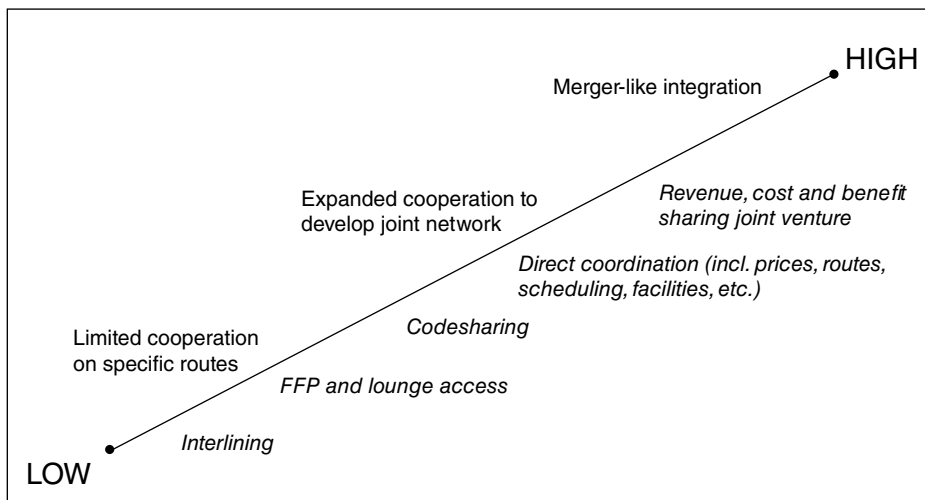 HIGH
Merger-like integration
Expanded cooperation to
develop joint network
Revenue, cost and benefit
sharing joint venture
Direct coordination (incl. prices, routes,
scheduling, facilities, etc.)
Codesharing
Limited cooperation
on specific routes
FFP and lounge access
Interlining
LOW